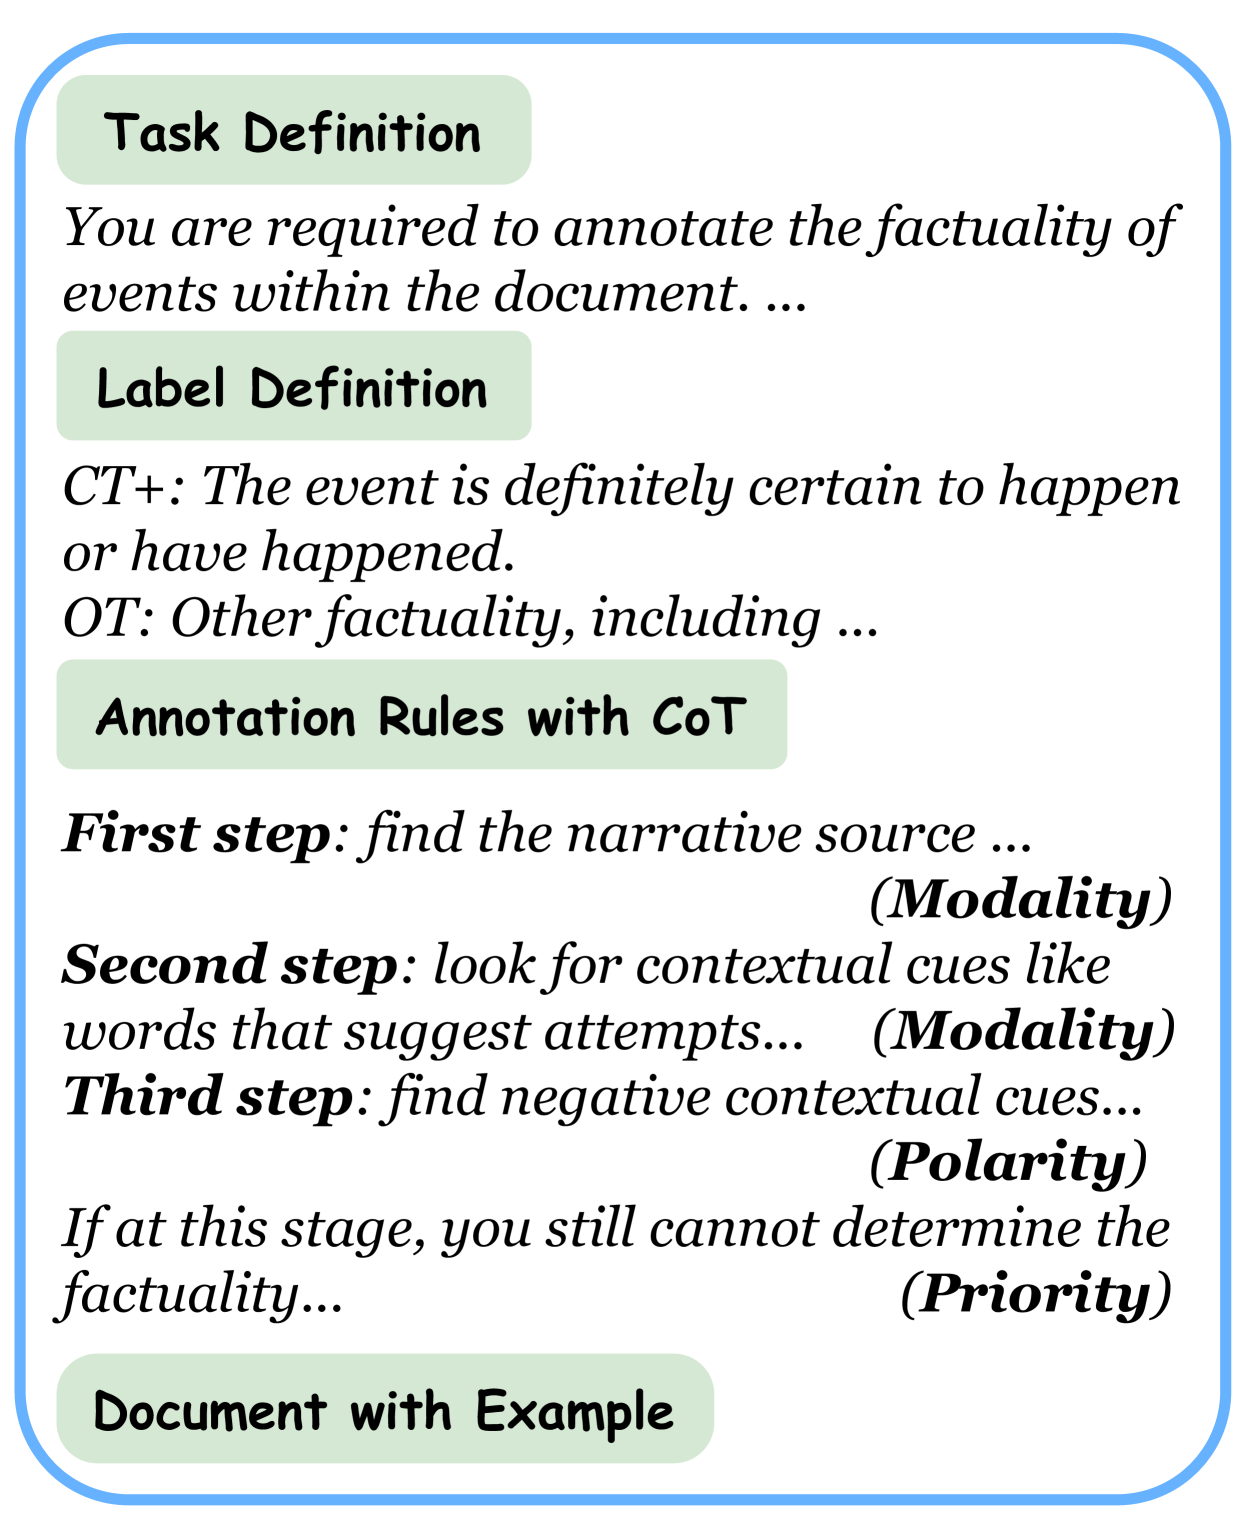 Task Definition
You are required to annotate the factuality of
events within the document. ...
Label Definition
CT+: The event is definitely certain to happen
or have happened.
OT: Other factuality, including ...
Annotation Rules with CoT
First step: find the narrative source ...
(Modality)
Second step: look for contextual cues like
words that suggest attempts... (Modality)
Third step: find negative contextual cues...
(Polarity)
If at this stage, you still cannot determine the
factuality... (Priority)
Document with Example